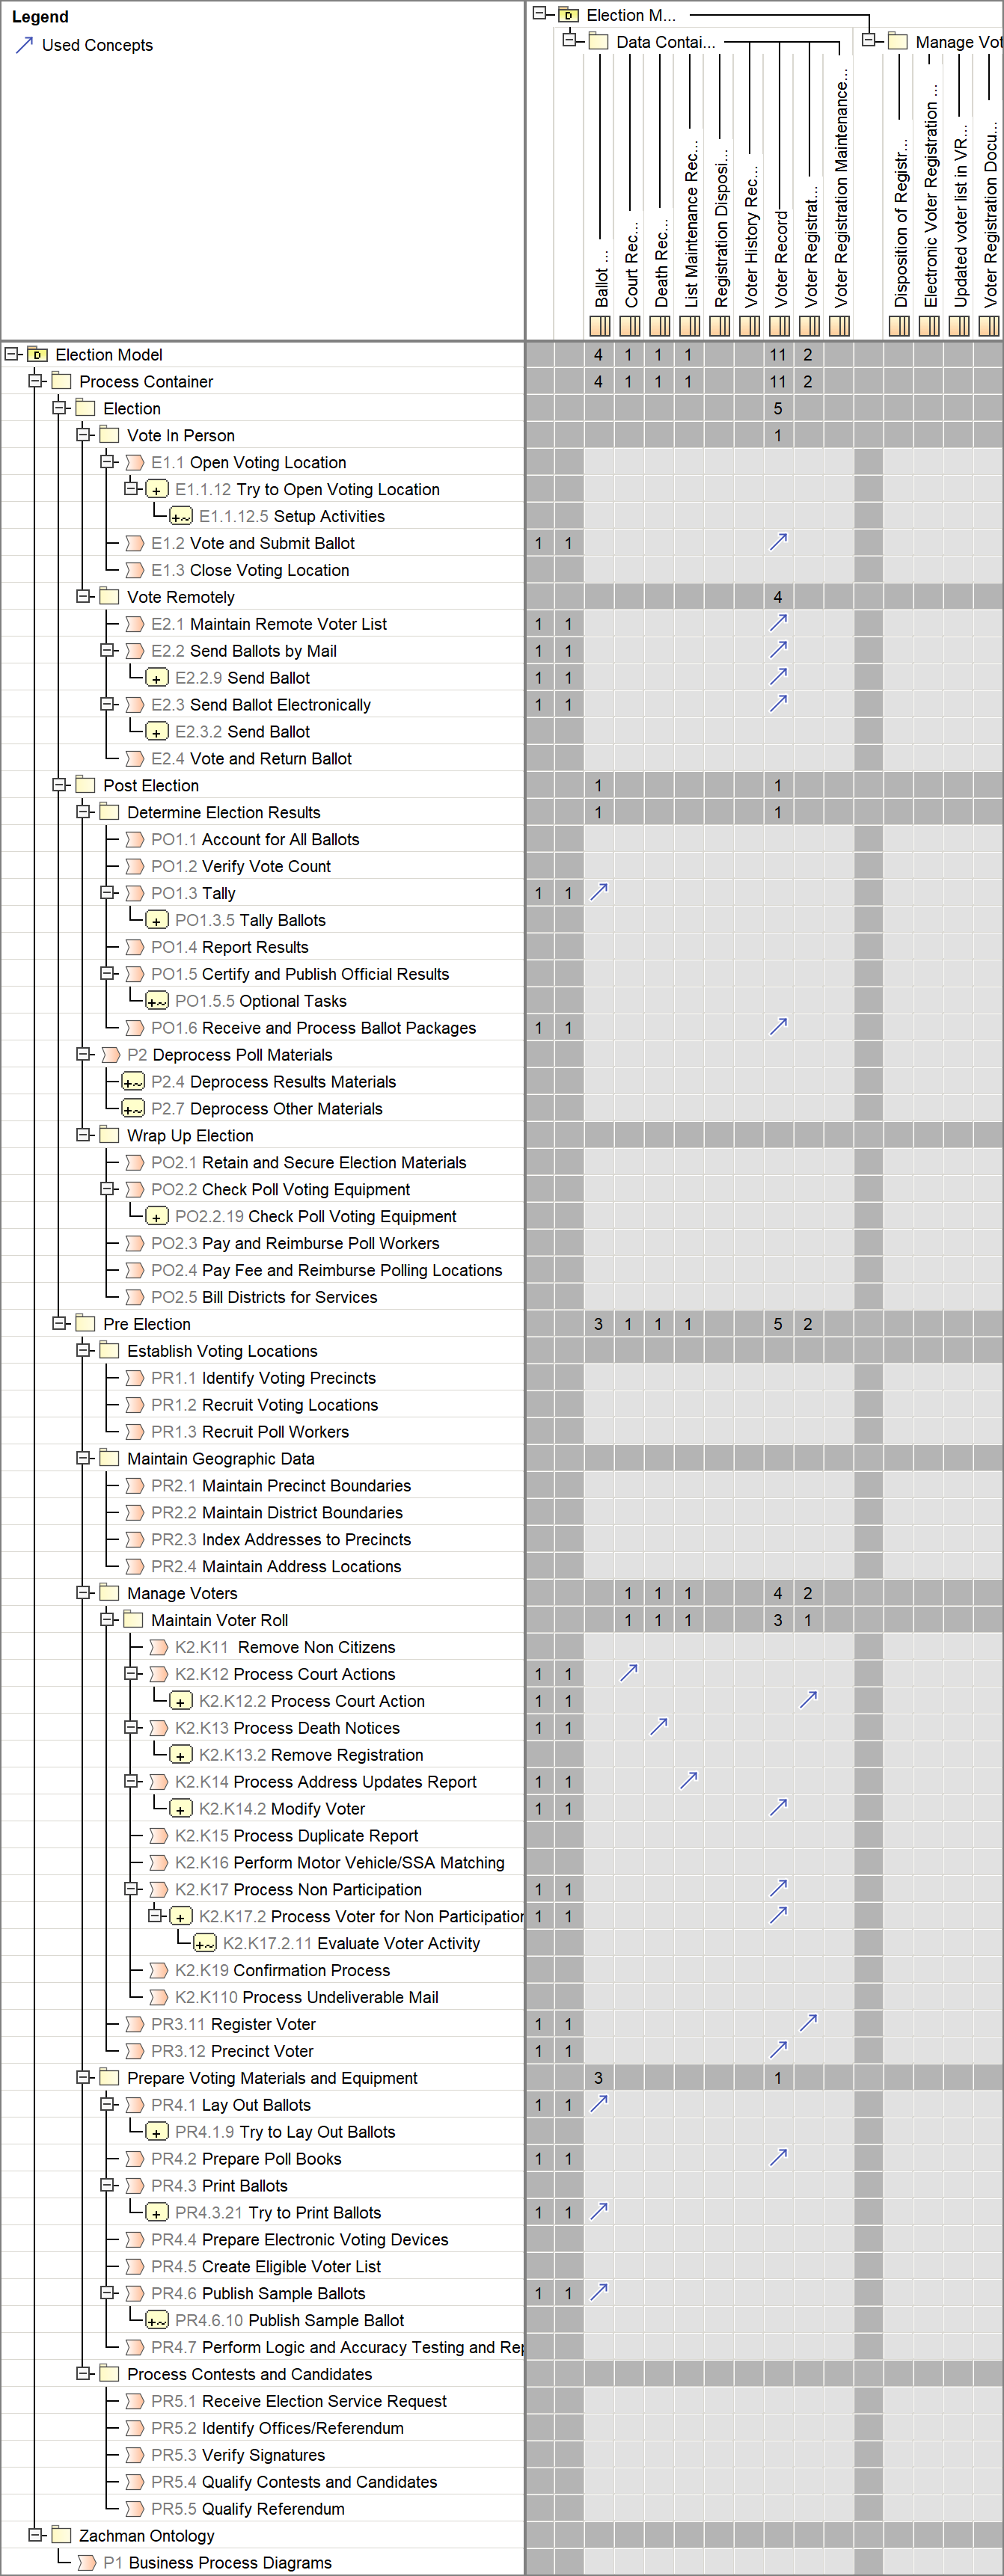 Legend
Used Concepts
Election M...
Data Contai...
Manage Vot
Ballot ...
Court Rec...
Death Rec...
List Maintenance Rec...
Registration Disposi...
Voter History Rec...
Voter Record
Voter Registrat...
Voter Registration Maintenance...
Disposition of Registr...
Electronic Voter Registration ...
Updated voter list in VR...
Voter Registration Docu...
Election Model 4 1 1 1 11 2
Process Container 4 1 1 1 11 2
Election 5
Vote In Person 1
E1.1 Open Voting Location
E1.1.12 Try to Open Voting Location
E1.1.12.5 Setup Activities
E1.2 Vote and Submit Ballot 1 1
E1.3 Close Voting Location
Vote Remotely 4
E2.1 Maintain Remote Voter List 1 1
E2.2 Send Ballots by Mail 1 1
E2.2.9 Send Ballot 1 1
E2.3 Send Ballot Electronically 1 1
E2.3.2 Send Ballot
E2.4 Vote and Return Ballot
Post Election 1 1
Determine Election Results 1 1
PO1.1 Account for All Ballots
PO1.2 Verify Vote Count
PO1.3 Tally 1 1
PO1.3.5 Tally Ballots
PO1.4 Report Results
PO1.5 Certify and Publish Official Results
PO1.5.5 Optional Tasks
PO1.6 Receive and Process Ballot Packages 1 1
P2 Deprocess Poll Materials
P2.4 Deprocess Results Materials
P2.7 Deprocess Other Materials
Wrap Up Election
PO2.1 Retain and Secure Election Materials
PO2.2 Check Poll Voting Equipment
PO2.2.19 Check Poll Voting Equipment
PO2.3 Pay and Reimburse Poll Workers
PO2.4 Pay Fee and Reimburse Polling Locations
PO2.5 Bill Districts for Services
Pre Election 3 1 1 1 5 2
Establish Voting Locations
PR1.1 Identify Voting Precincts
PR1.2 Recruit Voting Locations
PR1.3 Recruit Poll Workers
Maintain Geographic Data
PR2.1 Maintain Precinct Boundaries
PR2.2 Maintain District Boundaries
PR2.3 Index Addresses to Precincts
PR2.4 Maintain Address Locations
Manage Voters 1 1 1 4 2
Maintain Voter Roll 1 1 1 3 1
K2.K11 Remove Non Citizens
K2.K12 Process Court Actions 1 1
K2.K12.2 Process Court Action 1 1
K2.K13 Process Death Notices 1 1
K2.K13.2 Remove Registration
K2.K14 Process Address Updates Report 1 1
K2.K14.2 Modify Voter 1 1
K2.K15 Process Duplicate Report
K2.K16 Perform Motor Vehicle/SSA Matching
K2.K17 Process Non Participation 1 1
K2.K17.2 Process Voter for Non Participation 1 1
K2.K17.2.11 Evaluate Voter Activity
K2.K19 Confirmation Process
K2.K110 Process Undeliverable Mail
PR3.11 Register Voter 1 1
PR3.12 Precinct Voter 1 1
Prepare Voting Materials and Equipment 3 1
PR4.1 Lay Out Ballots 1 1
PR4.1.9 Try to Lay Out Ballots
PR4.2 Prepare Poll Books 1 1
PR4.3 Print Ballots
PR4.3.21 Try to Print Ballots 1 1
PR4.4 Prepare Electronic Voting Devices
PR4.5 Create Eligible Voter List
PR4.6 Publish Sample Ballots 1 1
PR4.6.10 Publish Sample Ballot
PR4.7 Perform Logic and Accuracy Testing and Rep
Process Contests and Candidates
PR5.1 Receive Election Service Request
PR5.2 Identify Offices/Referendum
PR5.3 Verify Signatures
PR5.4 Qualify Contests and Candidates
PR5.5 Qualify Referendum
Zachman Ontology
P1 Business Process Diagrams